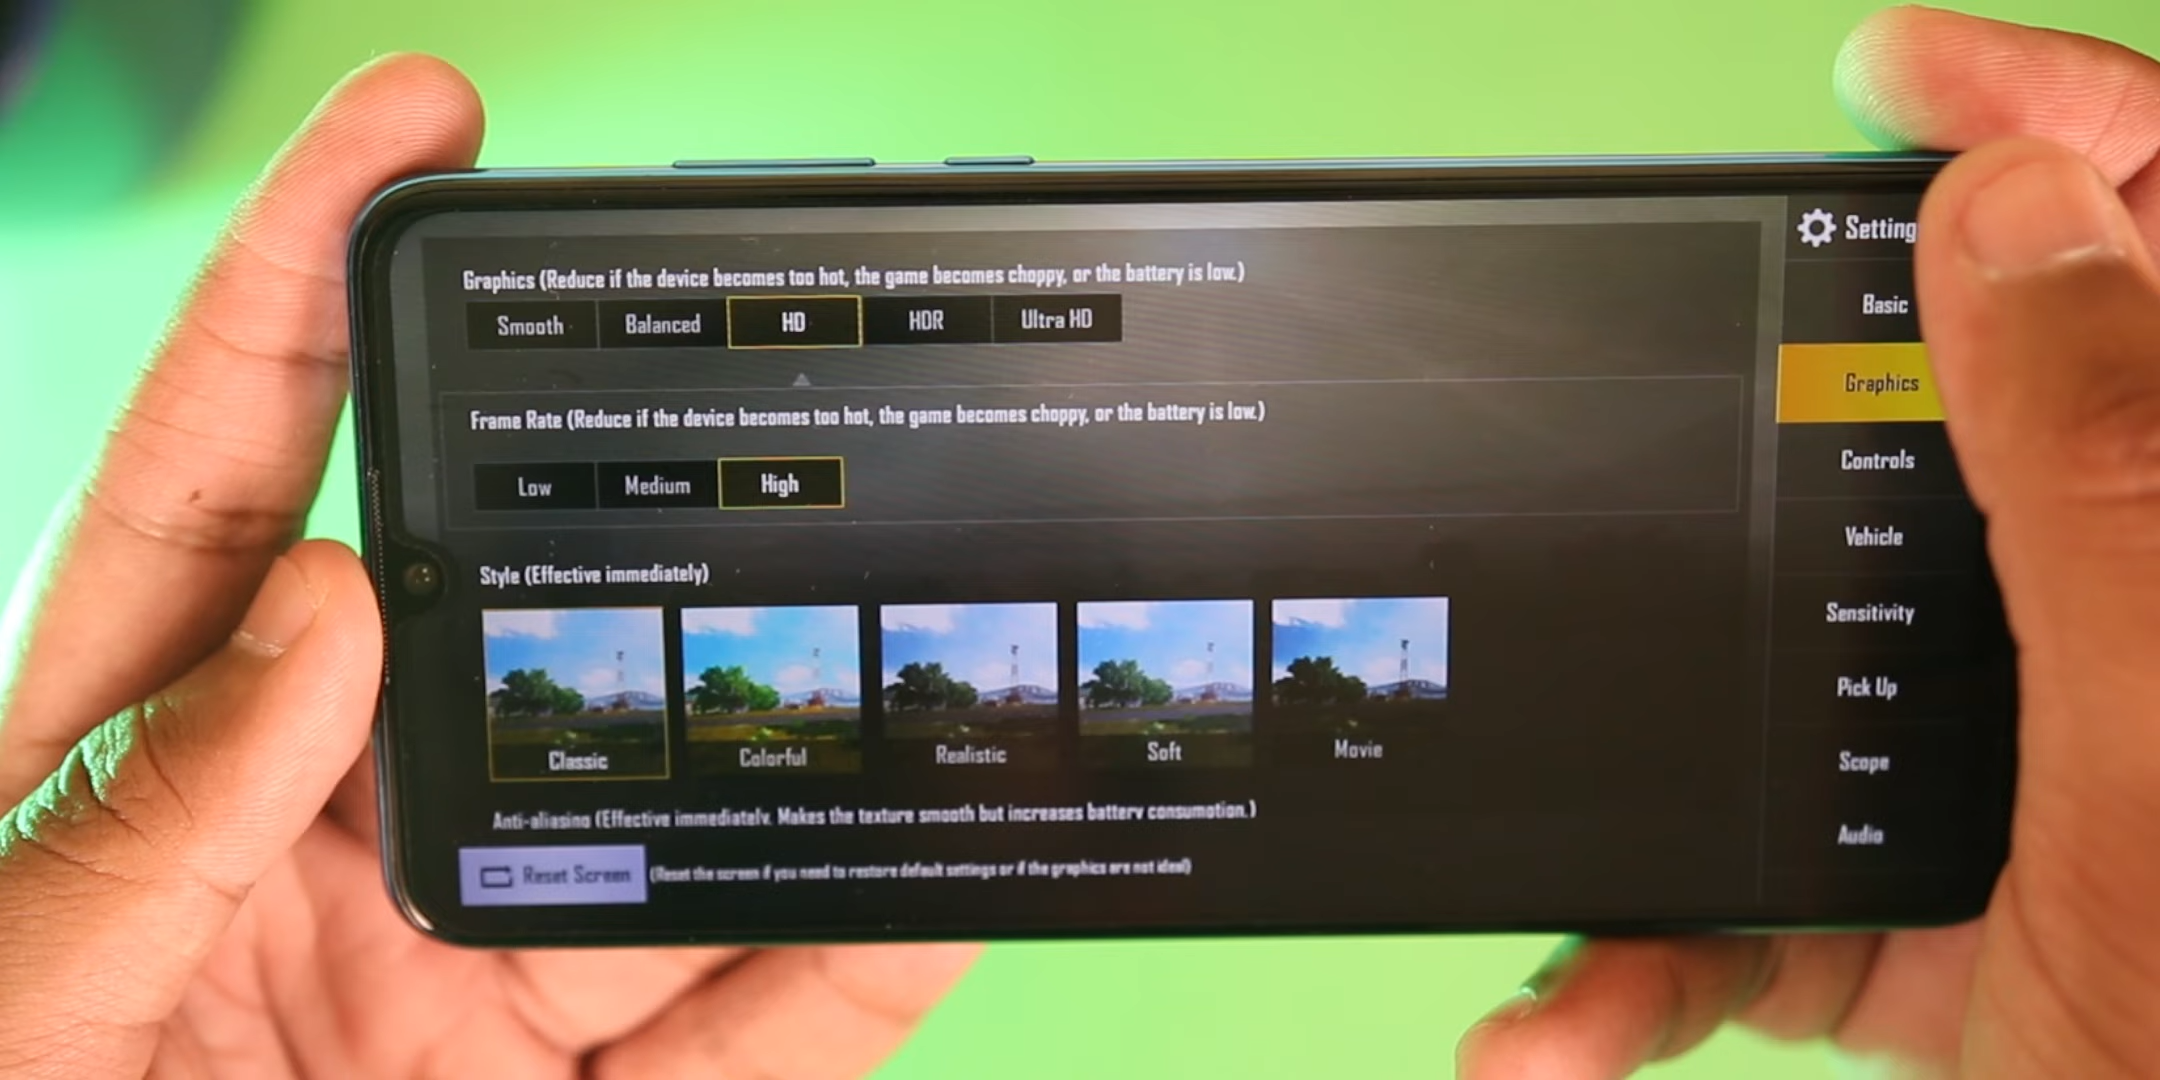 Graphics (Reduce if the device becomes too hot, the game becomes choppy, or the battery is low.)
Smooth Balanced HD HDR Ultra HD
Frame Rate (Reduce if the device becomes too hot, the game becomes choppy, or the battery is low.)
Low Medium High
Style (Effective immediately)
Classic Colorful Realistic Soft Movie
Anti-aliasing (Effective immediately. Makes the texture smooth but increases battery consumption.)
Reset Screen (Reset the screen if you need to restore default settings or if the graphics are not ideal)
Setting
Basic
Graphics
Controls
Vehicle
Sensitivity
Pick Up
Scope
Audio